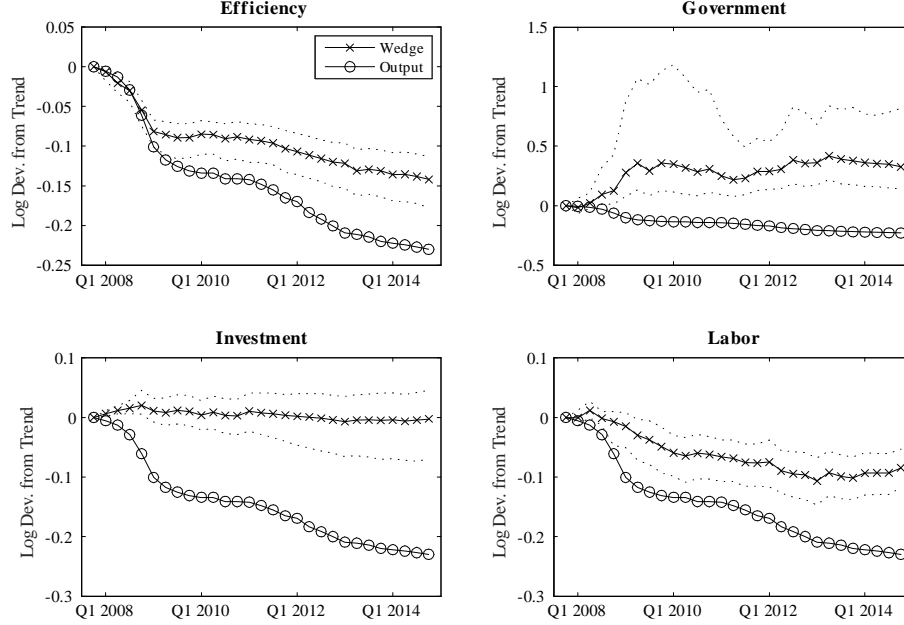 Efficiency
Log Dev. from Trend
0.05
0
-0.05
-0.1
-0.15
-0.2
-0.25
Q1 2008 Q1 2010 Q1 2012 Q1 2014
Wedge
Output
Government
Log Dev. from Trend
1.5
1
0.5
0
-0.5
Q1 2008 Q1 2010 Q1 2012 Q1 2014
Investment
Log Dev. from Trend
0.1
0
-0.1
-0.2
-0.3
Q1 2008 Q1 2010 Q1 2012 Q1 2014
Labor
Log Dev. from Trend
0.1
0
-0.1
-0.2
-0.3
Q1 2008 Q1 2010 Q1 2012 Q1 2014